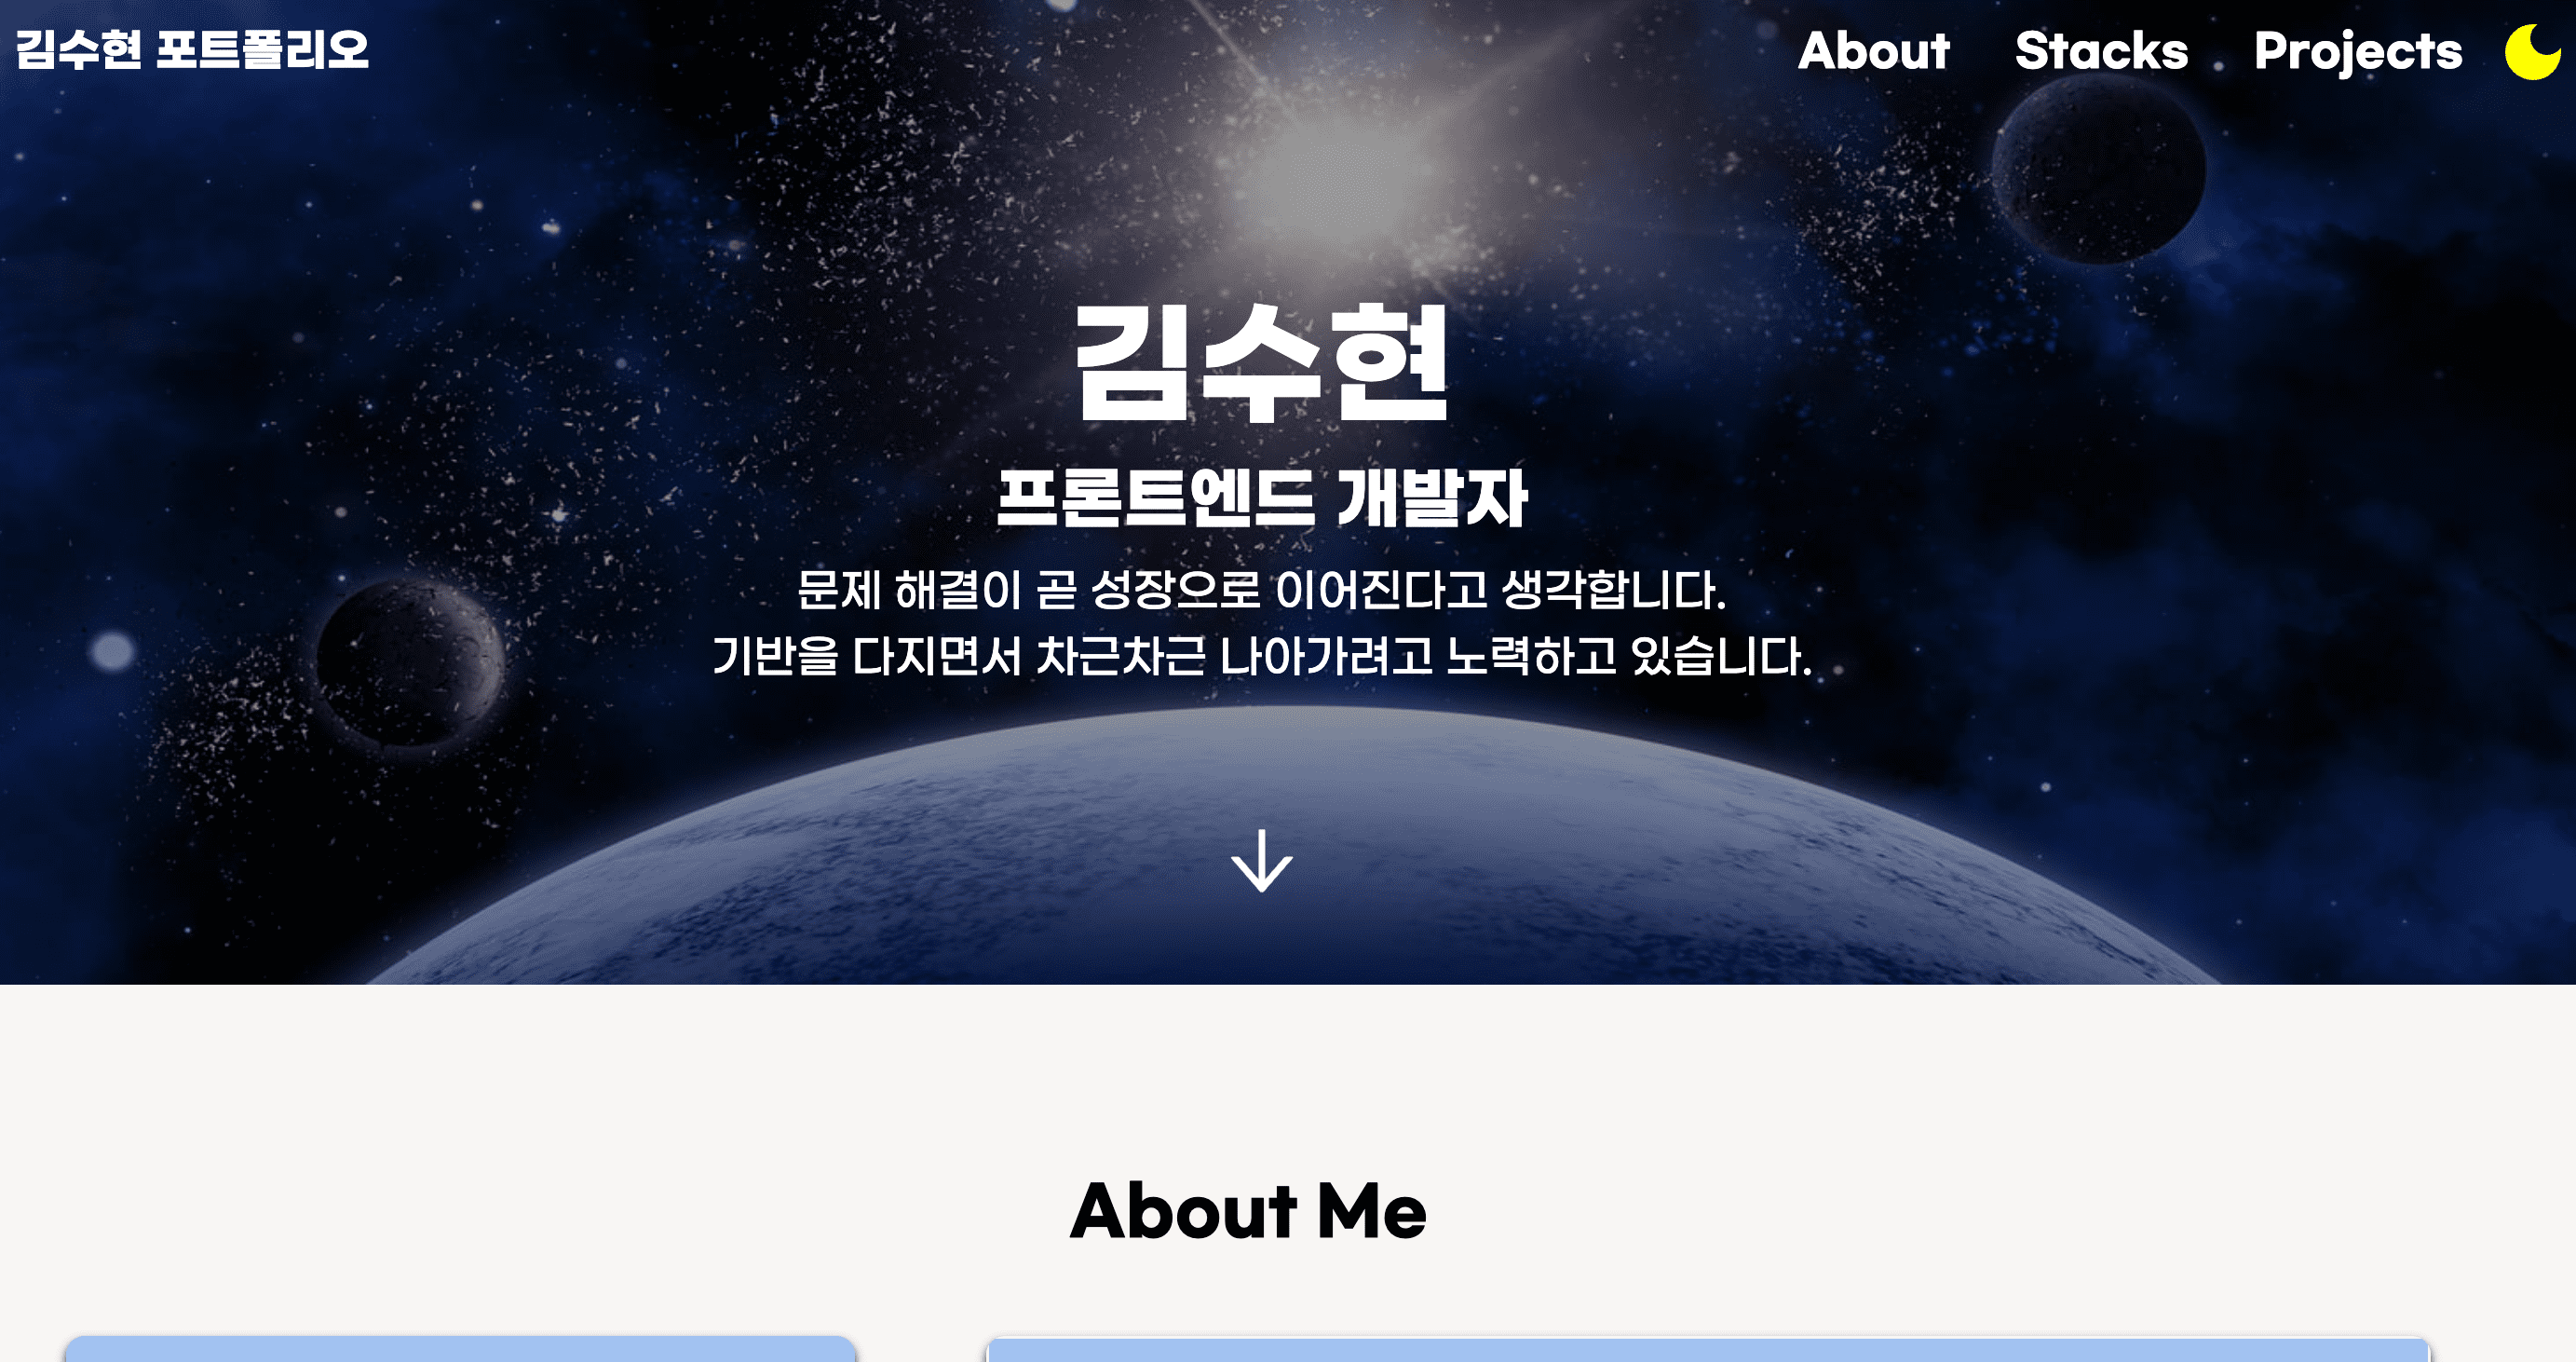 김수현 포트폴리오
About
Stacks
Projects
김수현
프론트엔드 개발자
문제 해결이 곧 성장으로 이어진다고 생각합니다.
기반을 다지면서 차근차근 나아가려고 노력하고 있습니다.
About Me